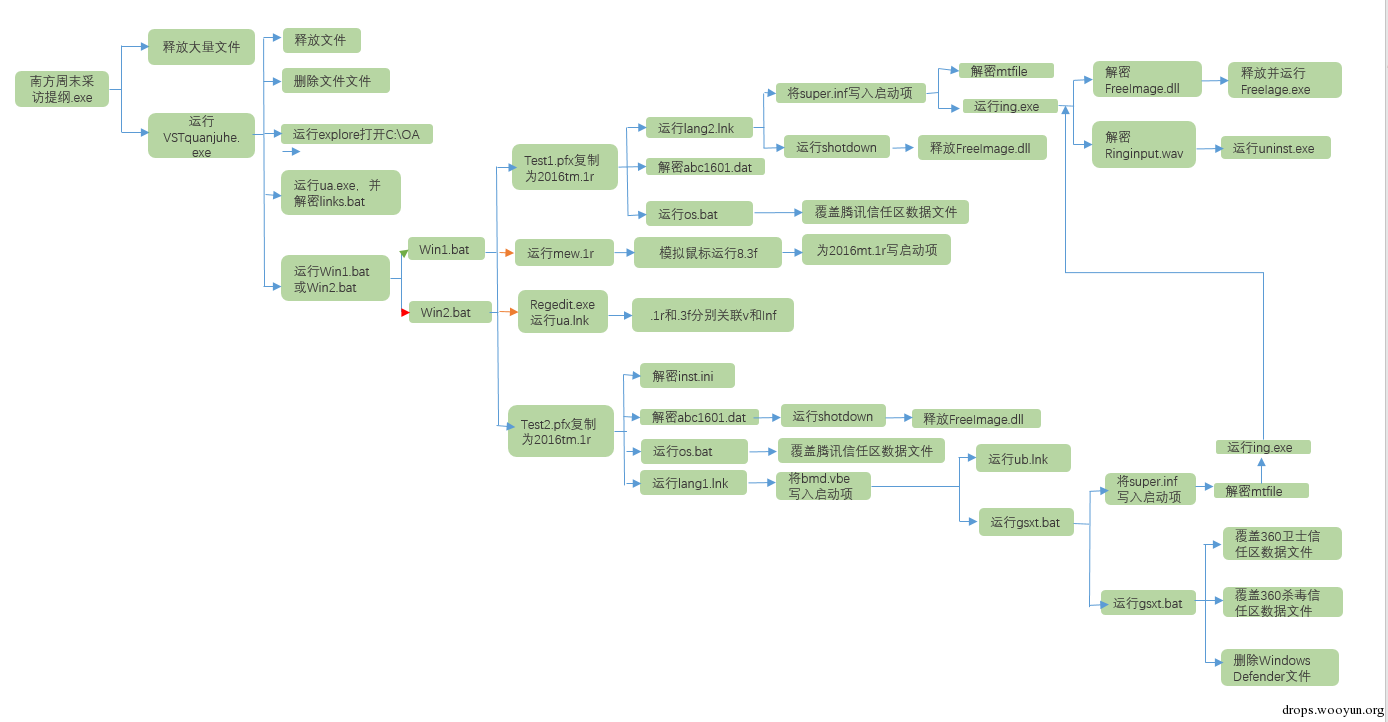 南方周末采
访提纲.exe
释放大量文件
运行
VSTquanjuhe.
exe
释放文件
删除文件文件
运行explore打开C:\OA
运行ua.exe，并
解密links.bat
运行Win1.bat
或Win2.bat
Win1.bat
Win2.bat
Test1.pfx复制
为2016tm.1r
运行mew.1r
Regedit.exe
运行ua.lnk
Test2.pfx复制
为2016tm.1r
运行lang2.lnk
解密abc1601.dat
运行os.bat
覆盖腾讯信任区数据文件
模拟鼠标运行8.3f
为2016mt.1r写启动项
.1r和.3f分别关联v和Inf
将super.inf写入启动项
运行shotdown
释放FreeImage.dll
解密mtfile
运行ing.exe
解密
FreeImage.dll
释放并运行
Freelage.exe
解密
Ringinput.wav
运行uninst.exe
解密inst.ini
解密abc1601.dat
运行shotdown
释放FreeImage.dll
运行os.bat
覆盖腾讯信任区数据文件
运行lang1.lnk
将bmd.vbe
写入启动项
运行ub.lnk
运行gsxt.bat
将super.inf
写入启动项
解密mtfile
运行ing.exe
运行gsxt.bat
覆盖360卫士信
任区数据文件
覆盖360杀毒信
任区数据文件
删除Windows
Defender文件
drops.wooyun.org